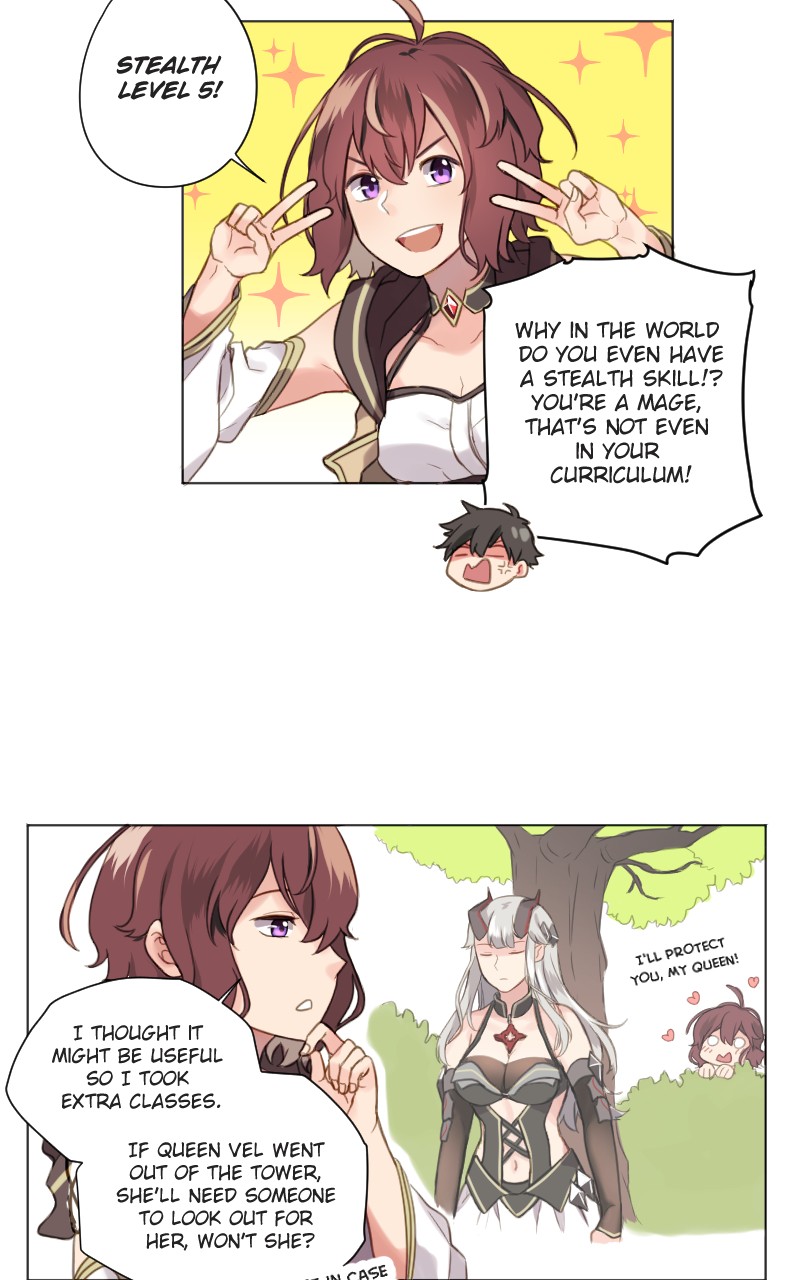 STEALTH
LEVEL 5!
WHY IN THE WORLD
DO YOU EVEN HAVE
A STEALTH SKILL!?
YOU'RE A MAGE,
THAT'S NOT EVEN
IN YOUR
CURRICULUM!
I'LL PROTECT
YOU, MY QUEEN!
I THOUGHT IT
MIGHT BE USEFUL
SO I TOOK
EXTRA CLASSES.
IF QUEEN VEL WENT
OUT OF THE TOWER,
SHE'LL NEED SOMEONE
TO LOOK OUT FOR
HER, WON'T SHE?
IN CASE